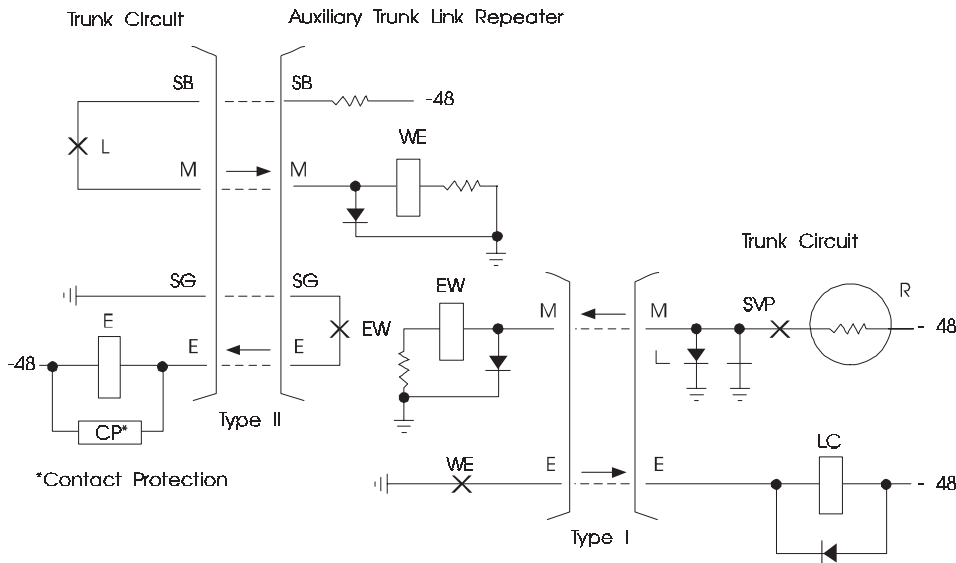 Trunk Circuit
Auxiliary Trunk Link Repeater
SB
SB
-48
L
WE
M
M
Trunk Circuit
SG
SG
EW
M
M
SVP
R
E
EW
- 48
-48
E
E
L
Type II
CP*
*Contact Protection
WE
E
E
LC
- 48
Type I